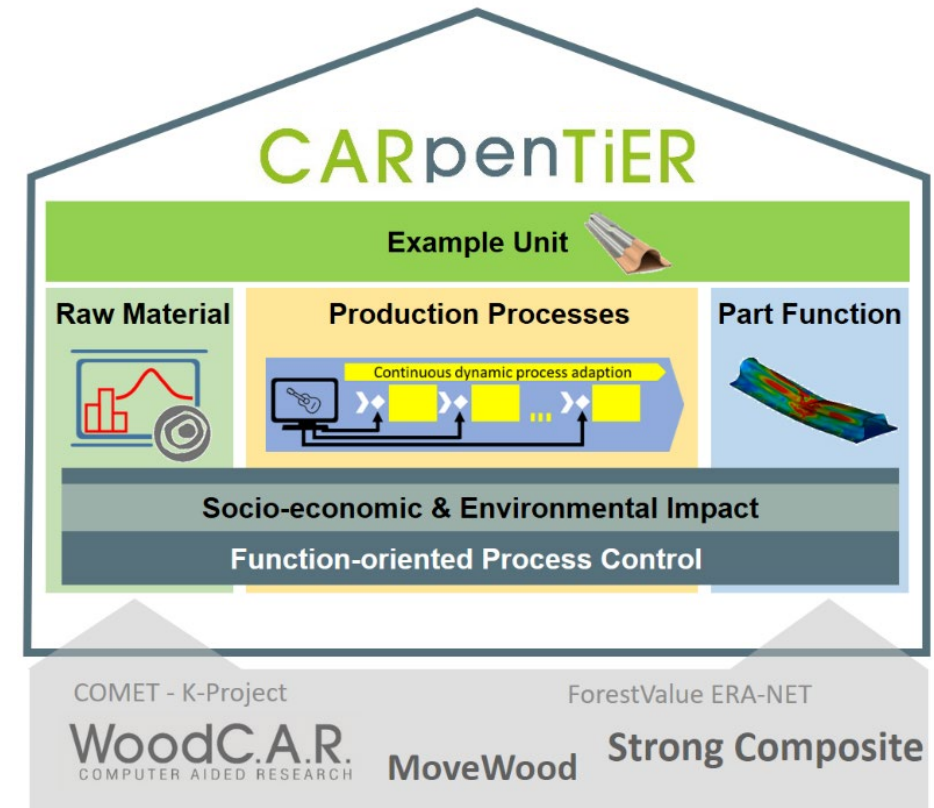 CARpenTiER
Example Unit
Raw Material
Production Processes
Part Function
Continuous dynamic process adaption
...
Socio-economic & Environmental Impact
Function-oriented Process Control
COMET - K-Project
ForestValue ERA-NET
WoodC.A.R.
COMPUTER AIDED RESEARCH
MoveWood
Strong Composite